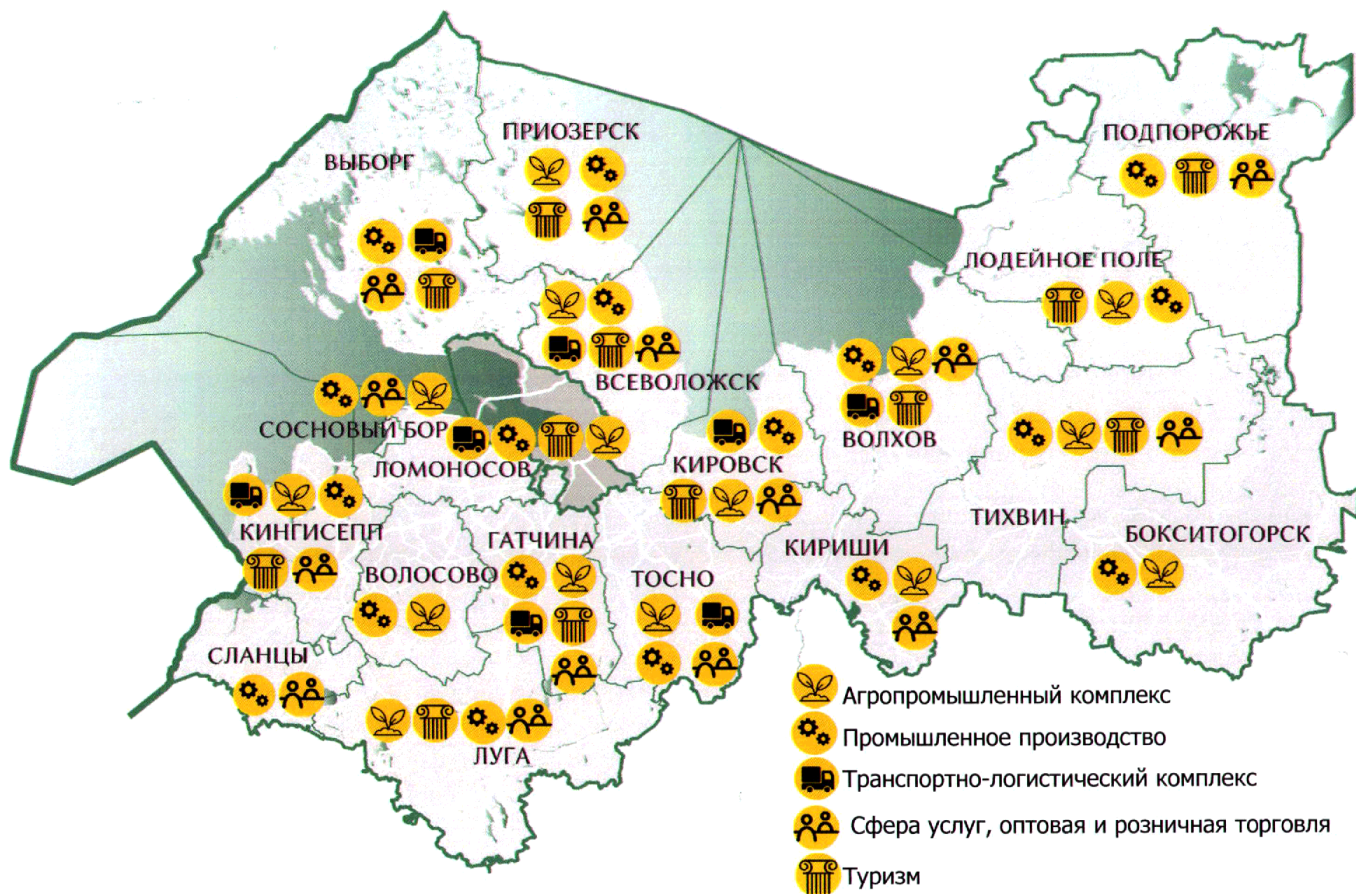 ПРИОЗЕРСК
ПОДПОРОЖЬЕ
ВЫБОРГ
ЛОДЕЙНОЕ ПОЛЕ
ВСЕВОЛОЖСК
СОСНОВЫЙ БОР
ВОЛХОВ
ЛОМОНОСОВ
КИРОВСК
ТИХВИН
КИНГИСЕПП
ГАТЧИНА
БОКСИТОГОРСК
КИРИШИ
ВОЛОСОВО
ТОСНО
СЛАНЦЫ
ЛУГА
Агропромышленный комплекс
Промышленное производство
Транспортно-логистический комплекс
Сфера услуг, оптовая и розничная торговля
Туризм